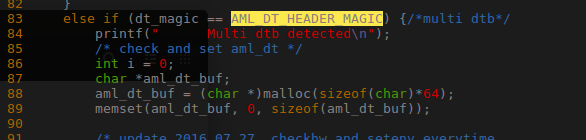 82 }
83 else if (dt_magic == AML_DT_HEADER_MAGIC) {/*multi dtb*/
84 printf(" Multi dtb detected\n");
85 /* check and set aml_dt */
86 int i = 0;
87 char *aml_dt_buf;
88 aml_dt_buf = (char *)malloc(sizeof(char)*64);
89 memset(aml_dt_buf, 0, sizeof(aml_dt_buf));
90
91 /* update 2016.07.27, checkhw and setenv everytime